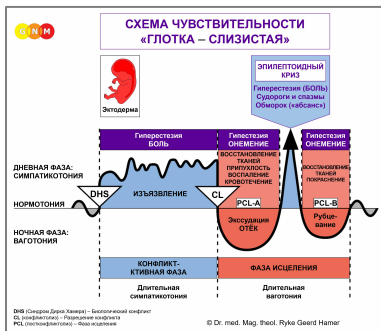 GNM
СХЕМА ЧУВСТВИТЕЛЬНОСТИ
«ГЛОТКА – СЛИЗИСТАЯ»
Эктодерма
ЭПИЛЕПТОИДНЫЙ
КРИЗ
Гиперестезия (БОЛЬ)
Судороги и спазмы
Обморок («абсанс»)
Гиперестезия
БОЛЬ
Гипестезия
ОНЕМЕНИЕ
Гипестезия
ОНЕМЕНИЕ
ДНЕВНАЯ ФАЗА:
СИМПАТИКОТОНИЯ
ВОССТАНОВЛЕНИЕ
ТКАНЕЙ
ПРИПУХЛОСТЬ
ВОСПАЛЕНИЕ
КРОВОТЕЧЕНИЕ
ВОССТАНОВЛЕНИЕ
ТКАНЕЙ
ПОКРАСНЕНИЕ
DHS
ИЗЪЯЗВЛЕНИЕ
CL
НОРМОТОНИЯ
PCL-A
PCL-B
НОЧНАЯ ФАЗА:
ВАГОТОНИЯ
Экссудация
ОТЁК
Рубце-
вание
КОНФЛИКТ-
КТИВНАЯ ФАЗА
ФАЗА ИСЦЕЛЕНИЯ
Длительная
симпатикотония
Длительная
ваготония
DHS (Синдром Дирка Хамера) – Биологический конфликт
CL (конфликтолиз) – Разрешение конфликта
PCL (постконфликтолиз) – Фаза исцеления
© Dr. med. Mag. theol. Ryke Geerd Hamer